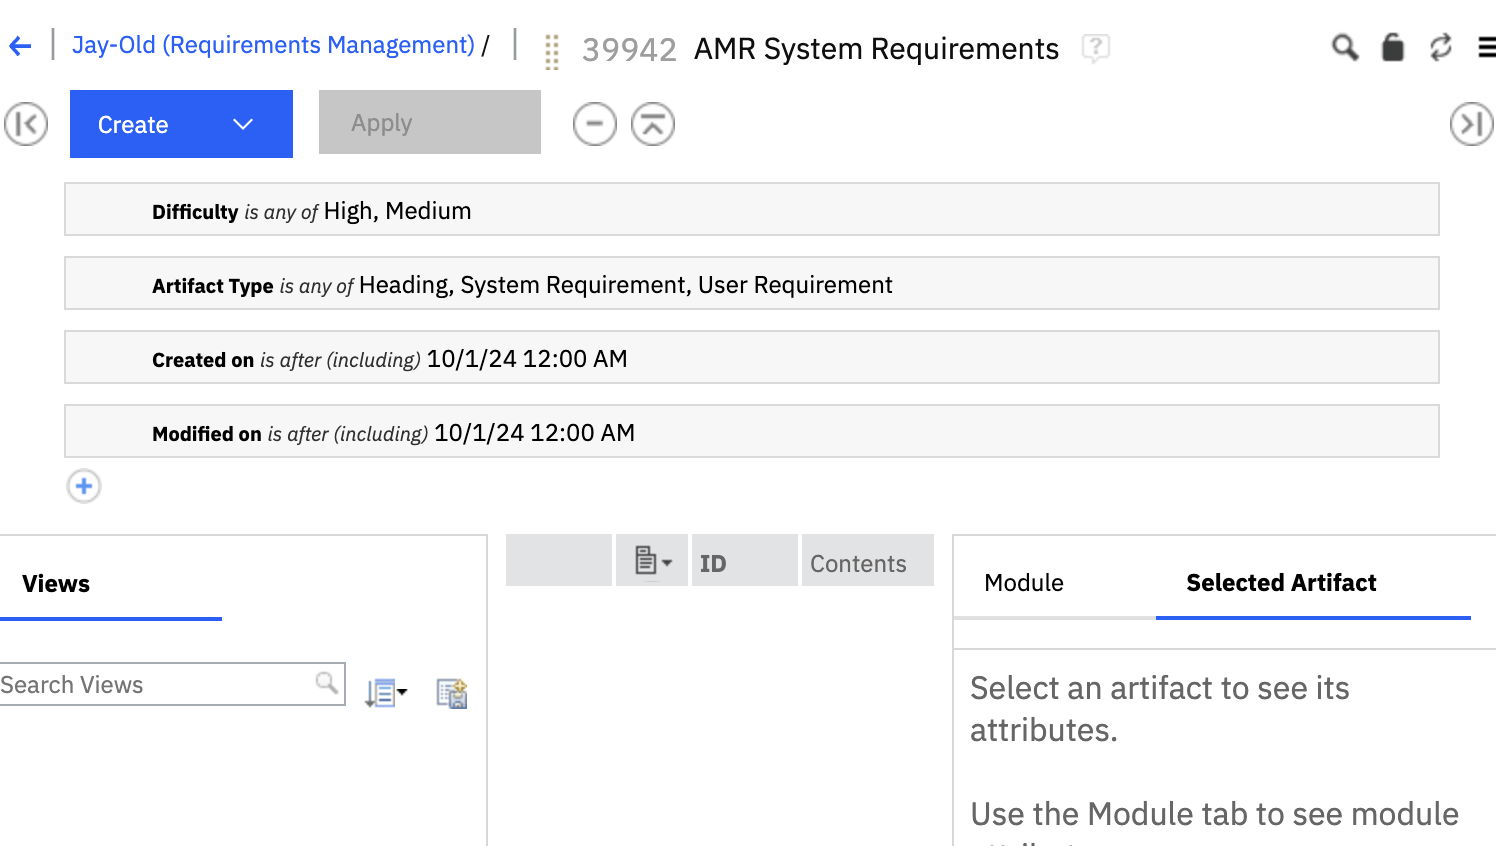 Jay-Old (Requirements Management) / 39942 AMR System Requirements ?
Create Apply
Difficulty is any of High, Medium
Artifact Type is any of Heading, System Requirement, User Requirement
Created on is after (including) 10/1/24 12:00 AM
Modified on is after (including) 10/1/24 12:00 AM
Views
Search Views
ID Contents
Module Selected Artifact
Select an artifact to see its
attributes.
Use the Module tab to see module